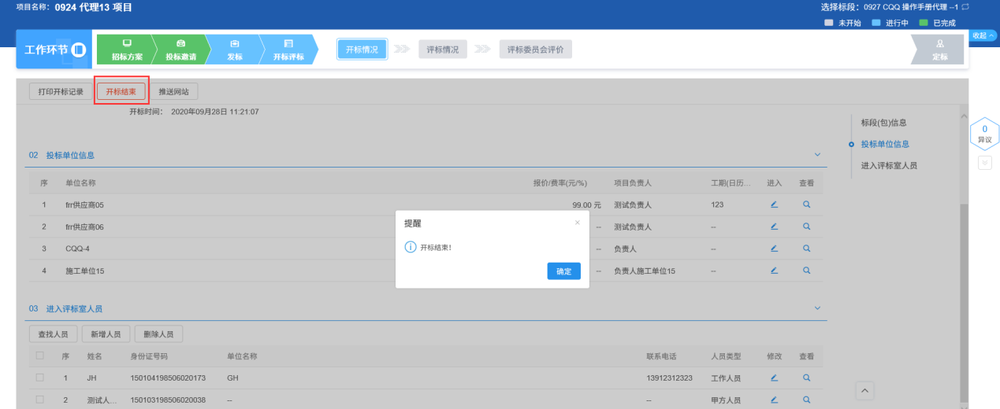 项目名称： 0924 代理13 项目
选择标段： 0927 CQQ 操作手册代理 --1
未开始 进行中 已完成
收起
工作环节 招标方案 投标邀请 发标 开标评标 开标情况 评标情况 评标委员会评价 定标
打印开标记录 开标结束 推送网站
开标时间： 2020年09月28日 11:21:07
标段(包)信息
投标单位信息
进入评标室人员
0
异议
02 投标单位信息
序 单位名称 报价/费率(元/%) 项目负责人 工期(日历... 进入 查看
1 frr供应商05 99.00 元 测试负责人 123
2 frr供应商06 -- 测试负责人 --
3 CQQ-4 -- 负责人 --
4 施工单位15 -- 负责人施工单位15 --
提醒 ×
开标结束!
确定
03 进入评标室人员
查找人员 新增人员 删除人员
序 姓名 身份证号码 单位名称 联系电话 人员类型 修改 查看
1 JH 150104198506020173 GH 13912312323 工作人员
2 测试人... 150103198506020038 -- -- 甲方人员